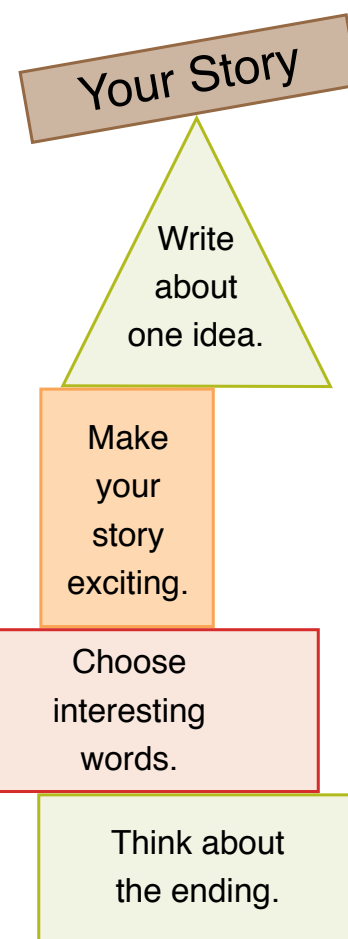 Your Story
Write
about
one idea.
Make
your
story
exciting.
Choose
interesting
words.
Think about
the ending.